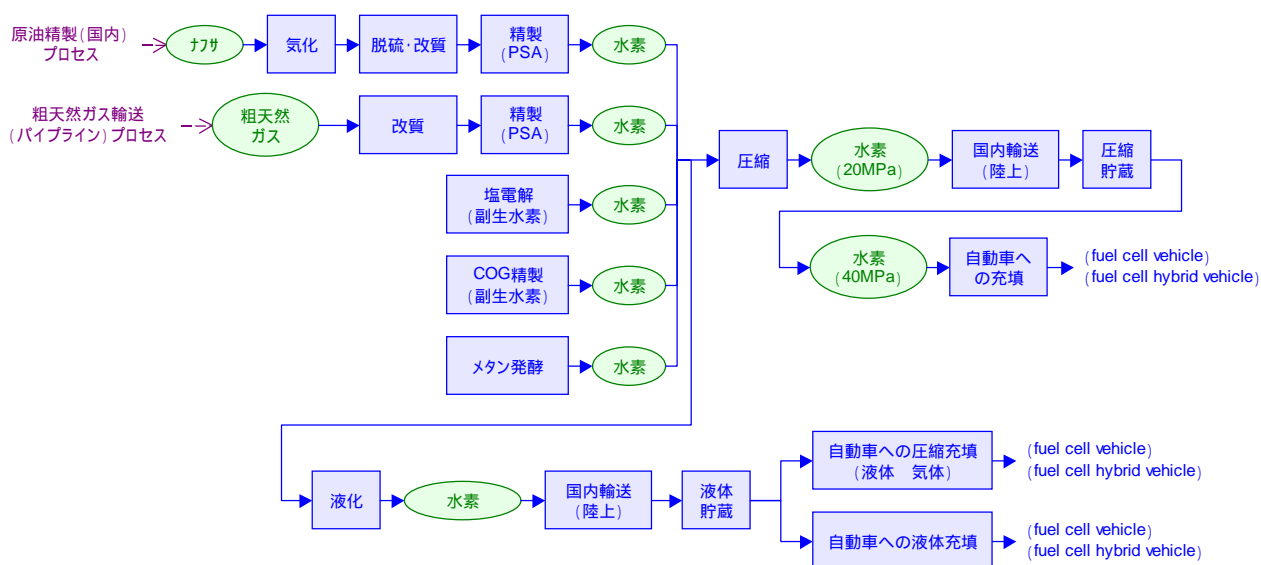 原油精製(国内)
プロセス
ナフサ
気化
脱硫・改質
精製
(PSA)
水素
粗天然ガス輸送
(パイプライン)プロセス
粗天然
ガス
改質
精製
(PSA)
水素
塩電解
(副生水素)
水素
COG精製
(副生水素)
水素
メタン発酵
水素
圧縮
水素
(20MPa)
国内輸送
(陸上)
圧縮
貯蔵
水素
(40MPa)
自動車へ
の充填
(fuel cell vehicle)
(fuel cell hybrid vehicle)
液化
水素
国内輸送
(陸上)
液体
貯蔵
自動車への圧縮充填
(液体 気体)
(fuel cell vehicle)
(fuel cell hybrid vehicle)
自動車への液体充填
(fuel cell vehicle)
(fuel cell hybrid vehicle)